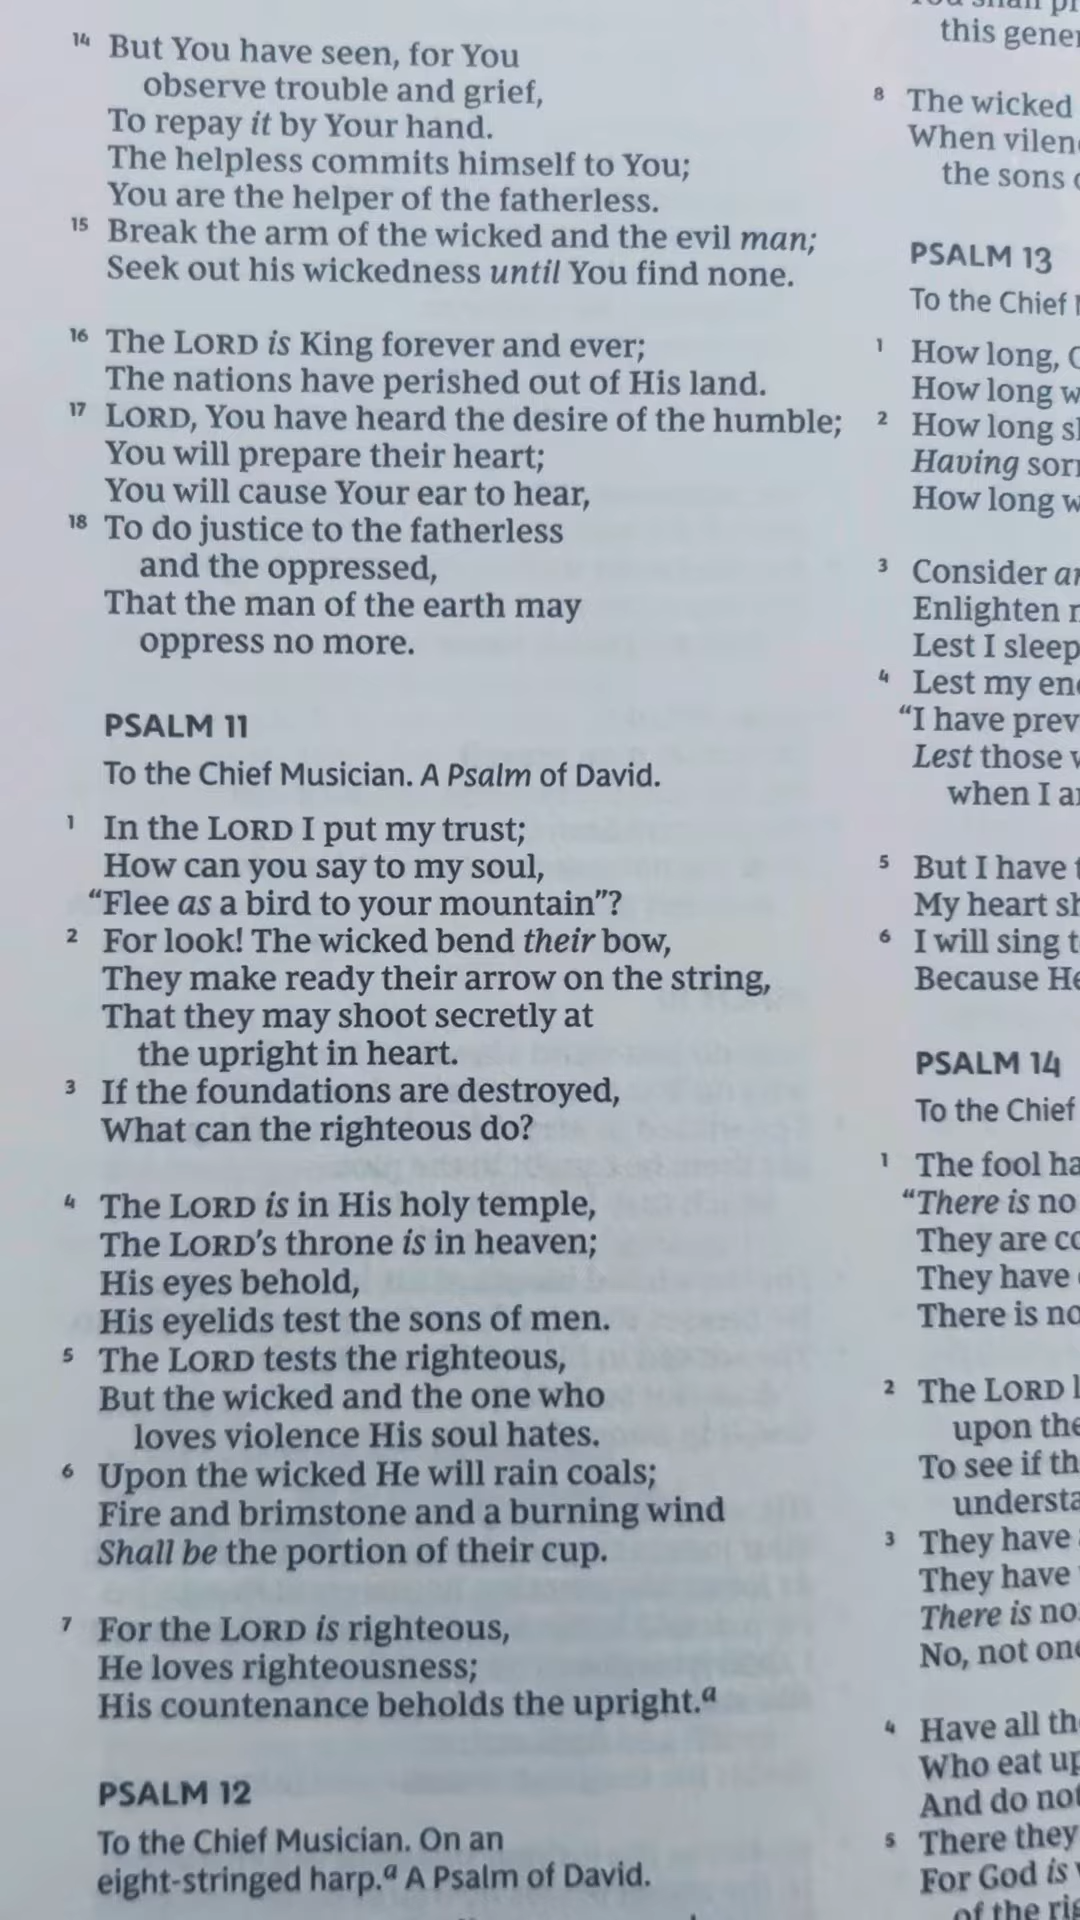 14 But You have seen, for You
observe trouble and grief,
To repay it by Your hand.
The helpless commits himself to You;
You are the helper of the fatherless.
15 Break the arm of the wicked and the evil man;
Seek out his wickedness until You find none.
16 The LORD is King forever and ever;
The nations have perished out of His land.
17 LORD, You have heard the desire of the humble;
You will prepare their heart;
You will cause Your ear to hear,
18 To do justice to the fatherless
and the oppressed,
That the man of the earth may
oppress no more.
PSALM 11
To the Chief Musician. A Psalm of David.
1 In the LORD I put my trust;
How can you say to my soul,
“Flee as a bird to your mountain”?
2 For look! The wicked bend their bow,
They make ready their arrow on the string,
That they may shoot secretly at
the upright in heart.
3 If the foundations are destroyed,
What can the righteous do?
4 The LORD is in His holy temple,
The LORD’s throne is in heaven;
His eyes behold,
His eyelids test the sons of men.
5 The LORD tests the righteous,
But the wicked and the one who
loves violence His soul hates.
6 Upon the wicked He will rain coals;
Fire and brimstone and a burning wind
Shall be the portion of their cup.
7 For the LORD is righteous,
He loves righteousness;
His countenance beholds the upright.a
PSALM 12
To the Chief Musician. On an
eight-stringed harp.a A Psalm of David.
this
8 The wicked
When
the sons
PSALM 13
To the Chief
1 How long,
How long
2 How long
Having
How long
3 Consider
Enlighten
Lest I sleep
4 Lest my
“I have
Lest those
when I
5 But I have
My heart
6 I will sing
Because
PSALM 14
To the Chief
1 The fool
“There is no
They are
They have
There is
2 The LORD
upon
To see if
3 They have
They have
There is
No, not
4 Have all
Who eat
And do
5 There they
For God is
of the